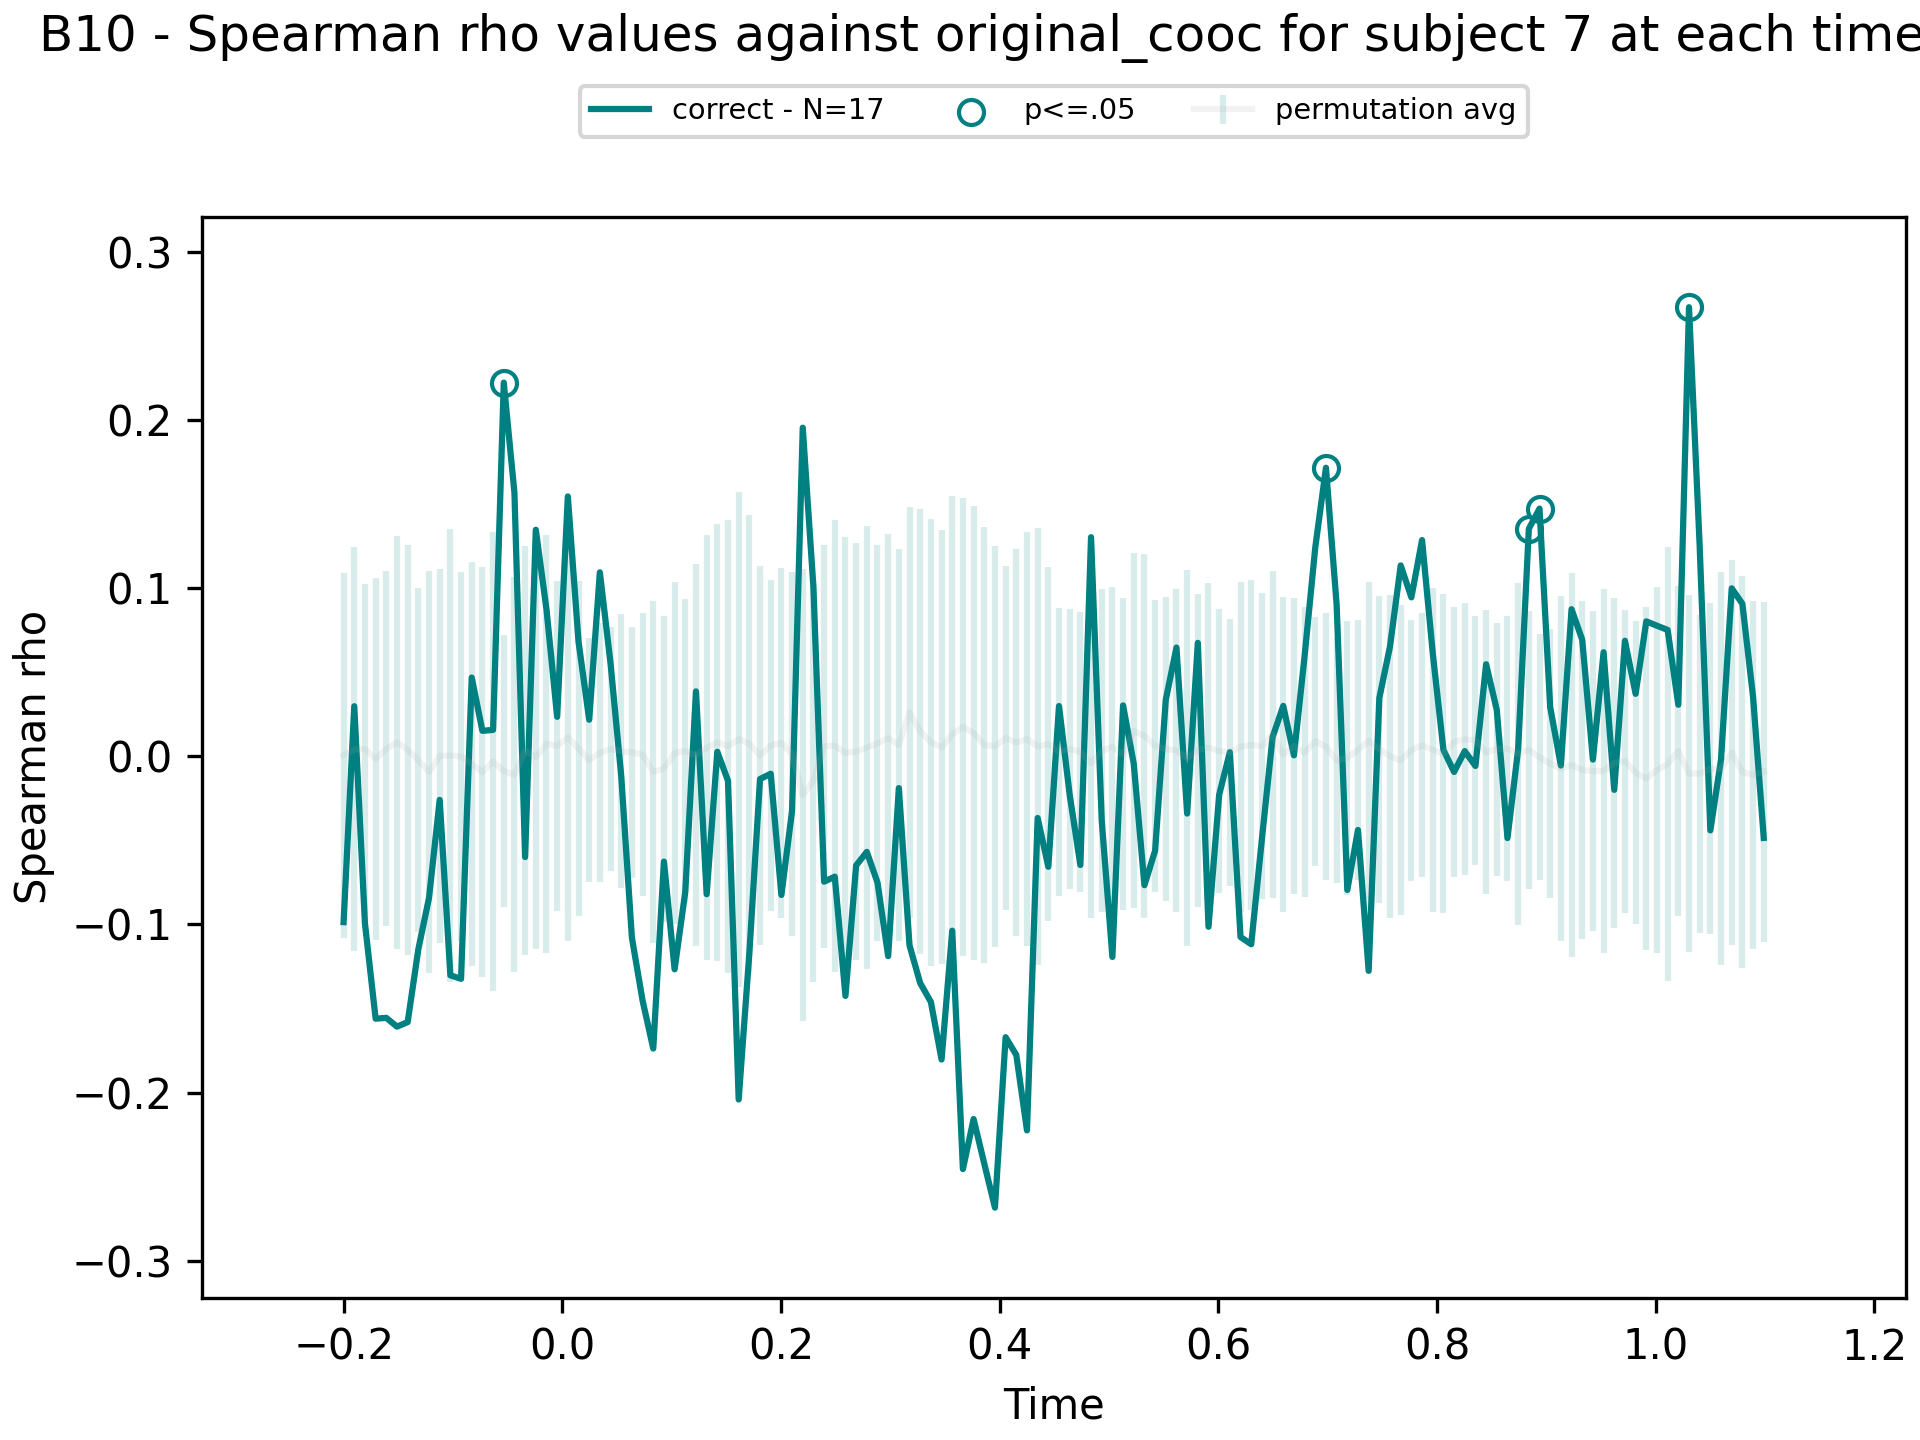 B10 - Spearman rho values against original_cooc for subject 7 at each time
correct - N=17 p<=.05 permutation avg
0.3
0.2
0.1
0.0
−0.1
−0.2
−0.3
Spearman rho
−0.2 0.0 0.2 0.4 0.6 0.8 1.0 1.2
Time